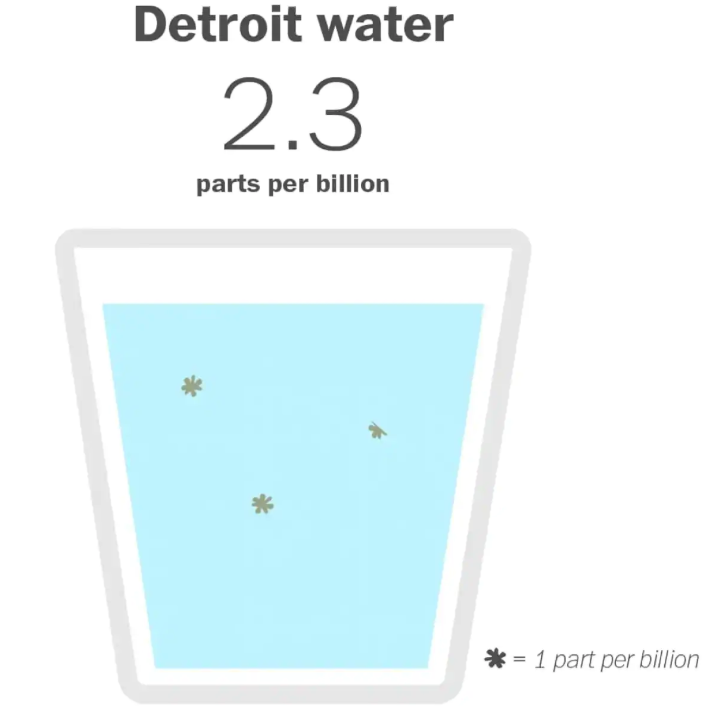 Detroit water
2.3
parts per billion
= 1 part per billion